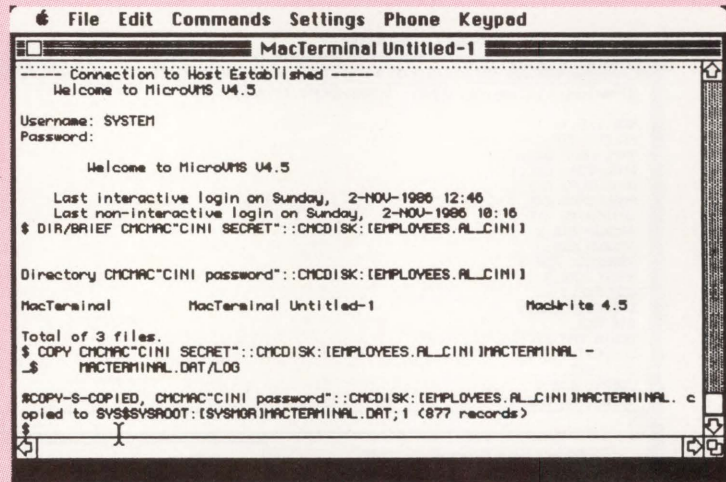 File Edit Commands Settings Phone Keypad
MacTerminal Untitled-1
----- Connection to Host Established -----
Welcome to MicroVMS V4.5
Username: SYSTEM
Password:
Welcome to MicroVMS V4.5
Last interactive login on Sunday, 2-NOV-1986 12:46
Last non-interactive login on Sunday, 2-NOV-1986 10:16
$ DIR/BRIEF CMCMAC"CINI SECRET"::CMCDISK:[EMPLOYEES.AL_CINI]
Directory CMCMAC"CINI password"::CMCDISK:[EMPLOYEES.AL_CINI]
MacTerminal MacTerminal Untitled-1 MacWrite 4.5
Total of 3 files.
$ COPY CMCMAC"CINI SECRET"::CMCDISK:[EMPLOYEES.AL_CINI]MACTERMINAL -
_$ MACTERMINAL.DAT/LOG
%COPY-S-COPIED, CMCMAC"CINI password"::CMCDISK:[EMPLOYEES.AL_CINI]MACTERMINAL. c
opied to SYS$SYSROOT:[SYSMGR]MACTERMINAL.DAT;1 (877 records)
$